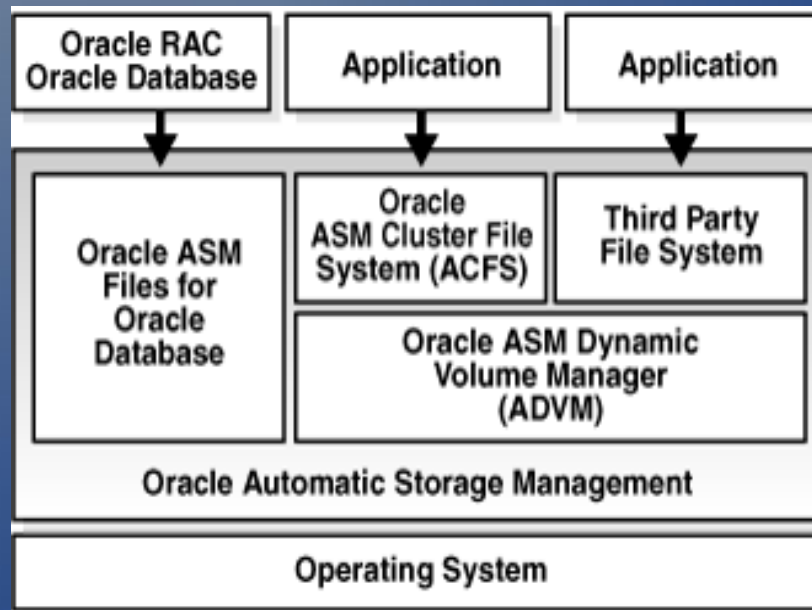 Oracle RAC
Oracle Database
Application
Application
Oracle ASM
Files for
Oracle
Database
Oracle
ASM Cluster File
System (ACFS)
Third Party
File System
Oracle ASM Dynamic
Volume Manager
(ADVM)
Oracle Automatic Storage Management
Operating System